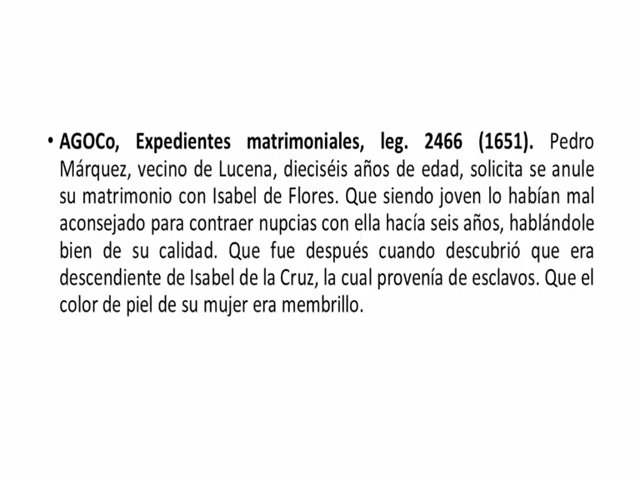 • AGOCo, Expedientes matrimoniales, leg. 2466 (1651). Pedro
Márquez, vecino de Lucena, dieciséis años de edad, solicita se anule
su matrimonio con Isabel de Flores. Que siendo joven lo habían mal
aconsejado para contraer nupcias con ella hacía seis años, hablándole
bien de su calidad. Que fue después cuando descubrió que era
descendiente de Isabel de la Cruz, la cual provenía de esclavos. Que el
color de piel de su mujer era membrillo.